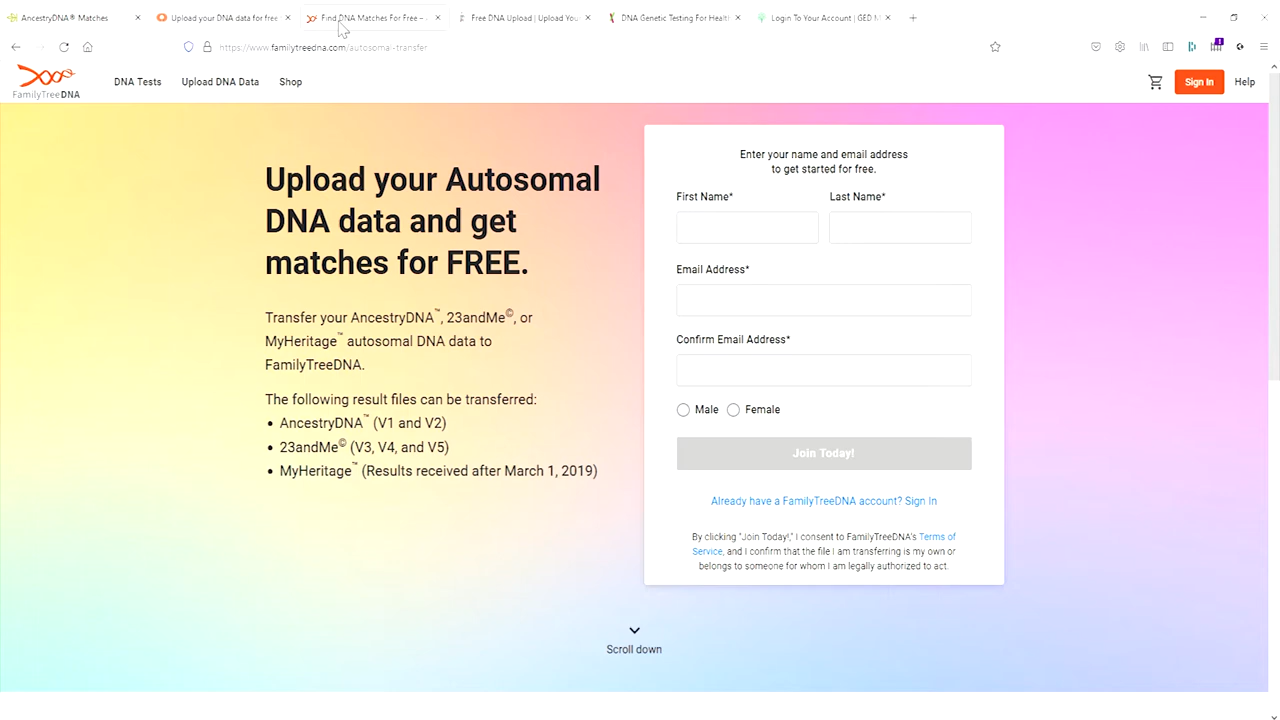 AncestryDNA® Matches
Upload your DNA data for free
Find DNA Matches For Free –
Free DNA Upload | Upload You
DNA Genetic Testing For Healt
Login To Your Account | GED M
https://www.familytreedna.com/autosomal-transfer
FamilyTreeDNA
DNA Tests
Upload DNA Data
Shop
Sign In
Help
Upload your Autosomal
DNA data and get
matches for FREE.
Transfer your AncestryDNA™, 23andMe©, or
MyHeritage™ autosomal DNA data to
FamilyTreeDNA.
The following result files can be transferred:
• AncestryDNA™ (V1 and V2)
• 23andMe© (V3, V4, and V5)
• MyHeritage™ (Results received after March 1, 2019)
Enter your name and email address
to get started for free.
First Name*
Last Name*
Email Address*
Confirm Email Address*
Male
Female
Join Today!
Already have a FamilyTreeDNA account? Sign In
By clicking "Join Today!," I consent to FamilyTreeDNA's Terms of
Service, and I confirm that the file I am transferring is my own or
belongs to someone for whom I am legally authorized to act.
Scroll down